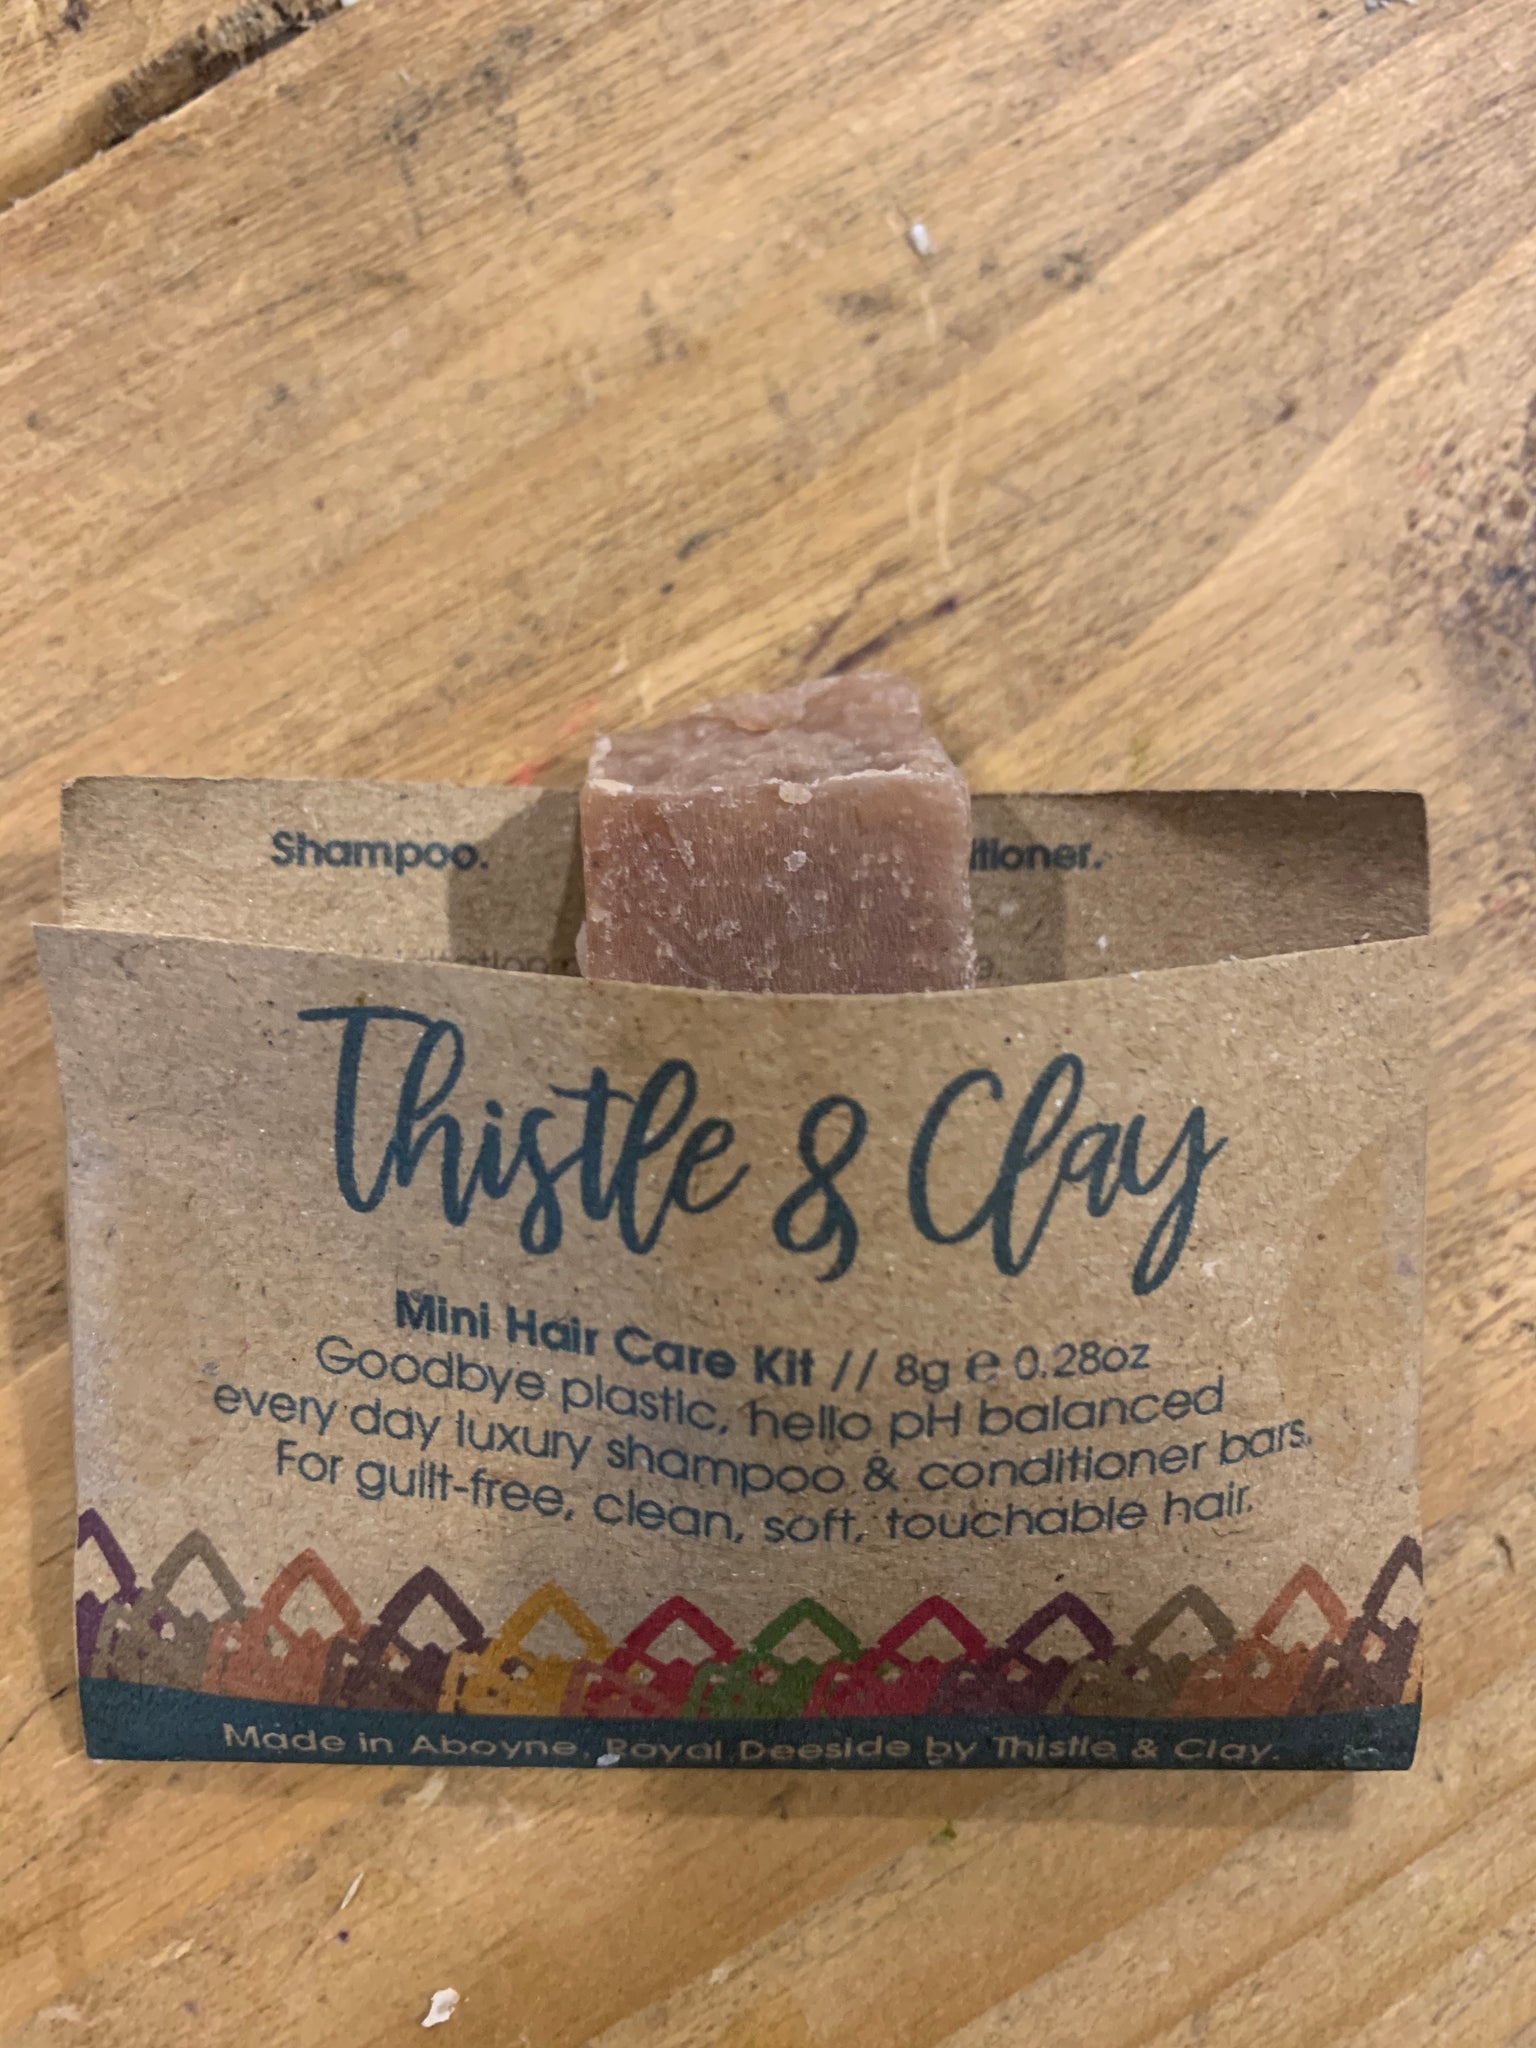 Shampoo.
Thistle & Clay
Mini Hair Care Kit // 8g e 0.28oz
Goodbye plastic, hello pH balanced
every day luxury shampoo & conditioner bars.
For guilt-free, clean, soft, touchable hair.
Made in Aboyne, Royal Deeside by Thistle & Clay.